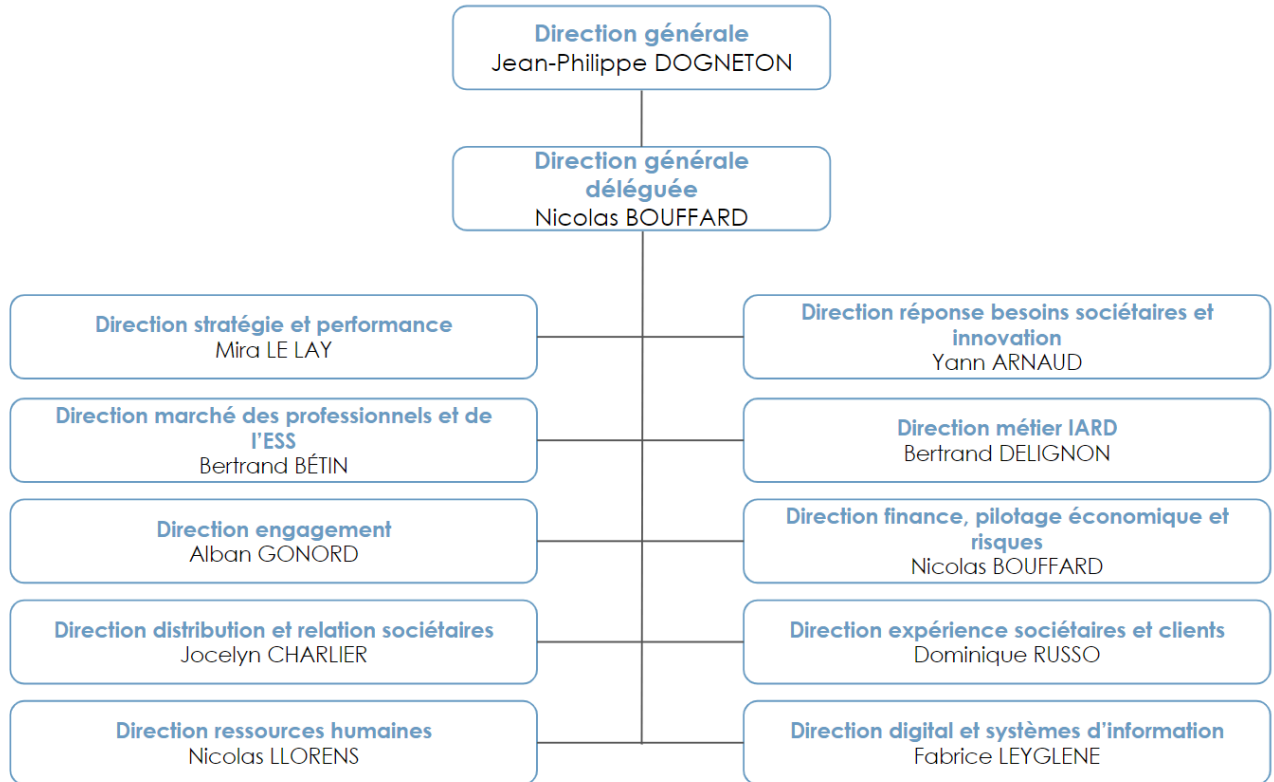 Direction générale
Jean-Philippe DOGNETON
Direction générale
déléguée
Nicolas BOUFFARD
Direction stratégie et performance
Mira LE LAY
Direction réponse besoins sociétaires et
innovation
Yann ARNAUD
Direction marché des professionnels et de
l'ESS
Bertrand BÉTIN
Direction métier IARD
Bertrand DELIGNON
Direction engagement
Alban GONORD
Direction finance, pilotage économique et
risques
Nicolas BOUFFARD
Direction distribution et relation sociétaires
Jocelyn CHARLIER
Direction expérience sociétaires et clients
Dominique RUSSO
Direction ressources humaines
Nicolas LLORENS
Direction digital et systèmes d'information
Fabrice LEYGLENE